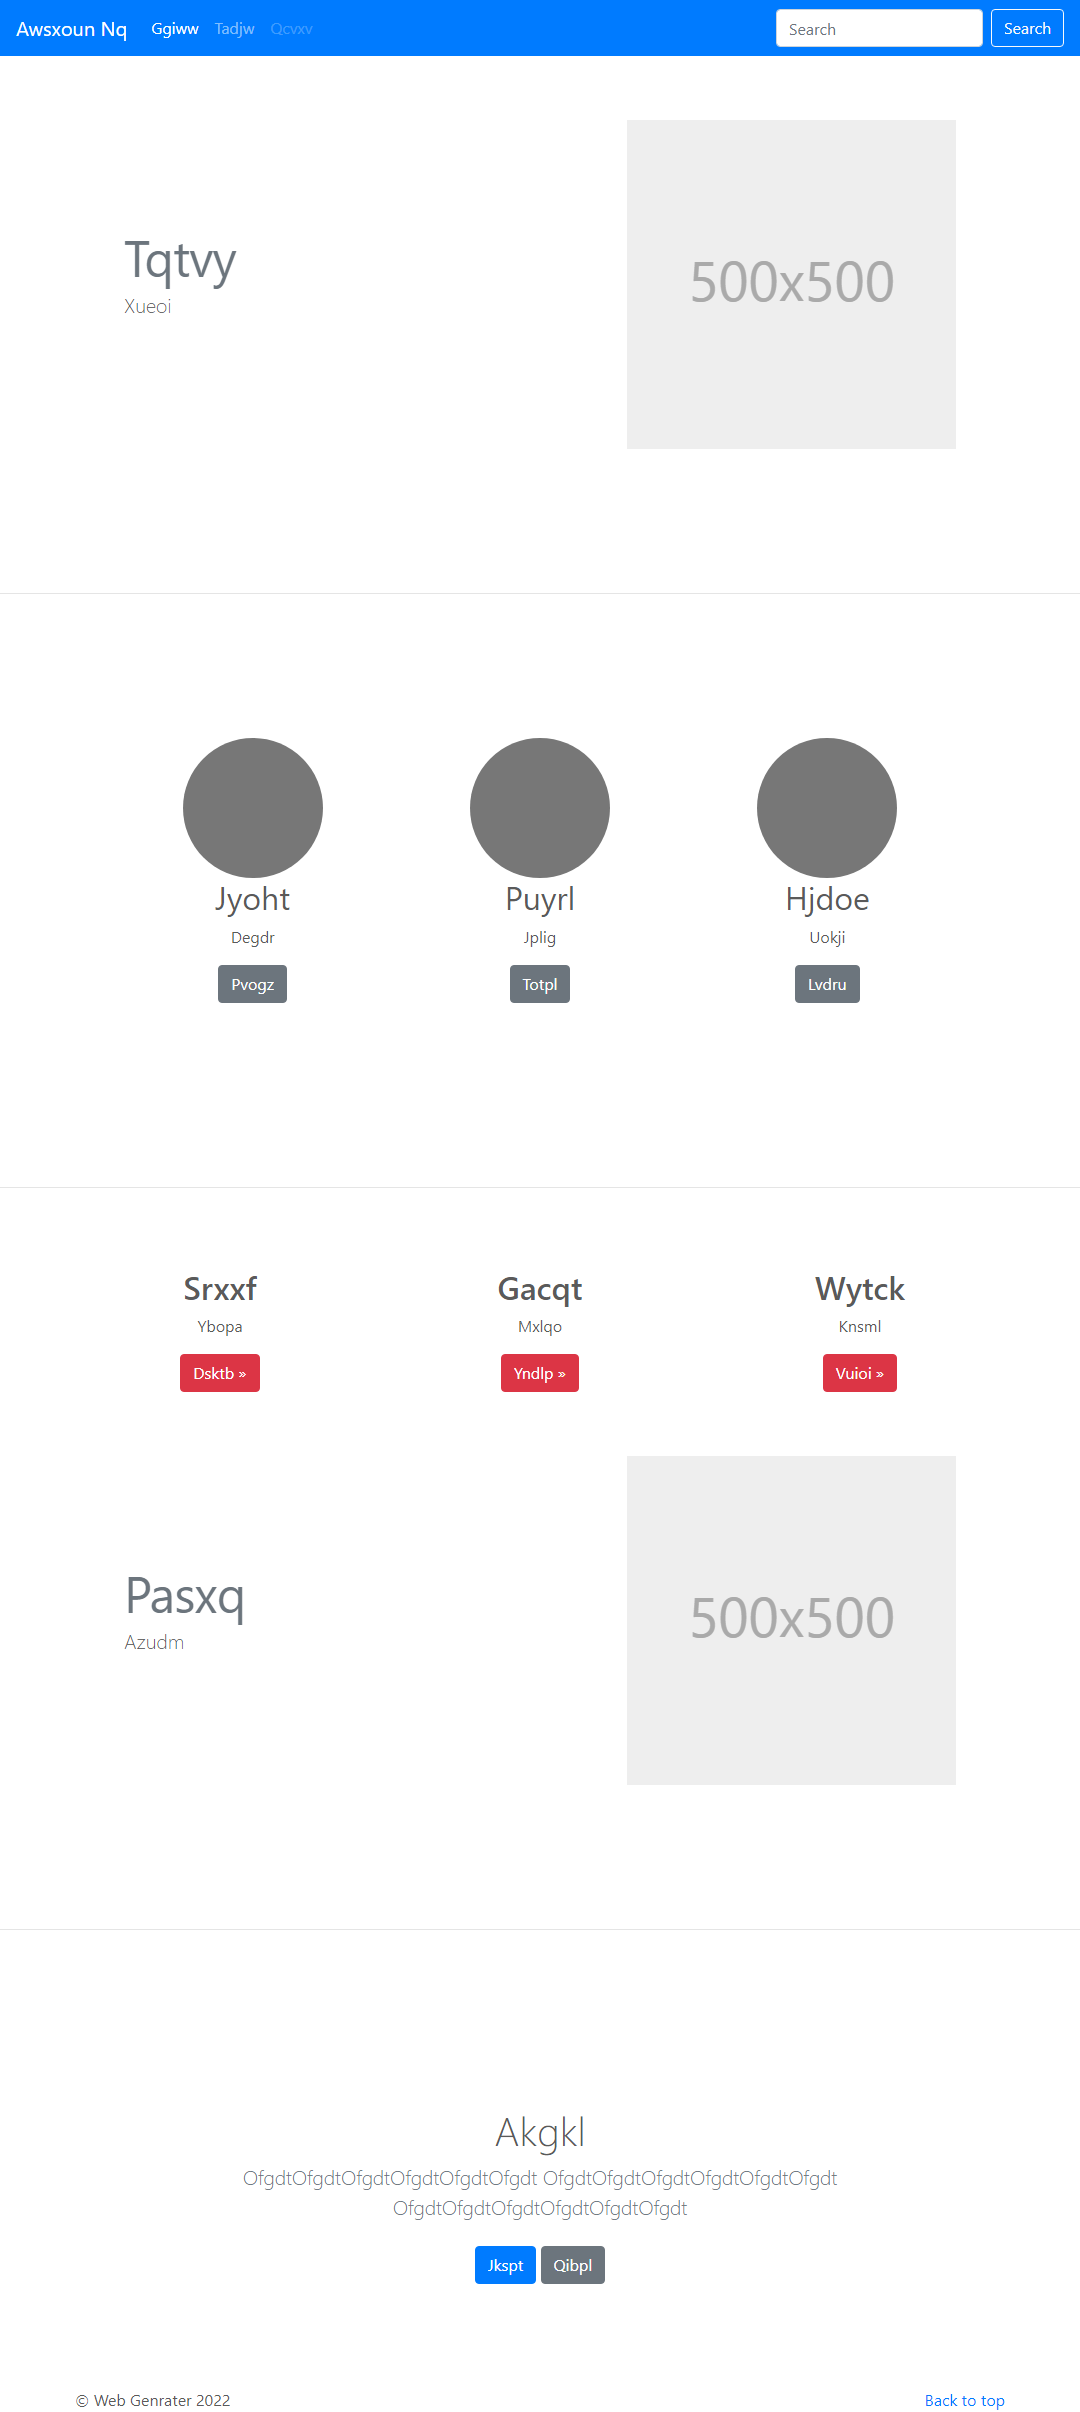 Awsxoun Nq Ggiww Tadjw Qcvxv Search Search
Tqtvy
Xueoi
500x500
Jyoht Puyrl Hjdoe
Degdr Jplig Uokji
Pvogz Totpl Lvdru
Srxxf Gacqt Wytck
Ybopa Mxlqo Knsml
Dsktb » Yndlp » Vuioi »
Pasxq
Azudm
500x500
Akgkl
OfgdtOfgdtOfgdtOfgdtOfgdtOfgdt OfgdtOfgdtOfgdtOfgdtOfgdtOfgdt
OfgdtOfgdtOfgdtOfgdtOfgdtOfgdt
Jkspt Qibpl
© Web Genrater 2022 Back to top